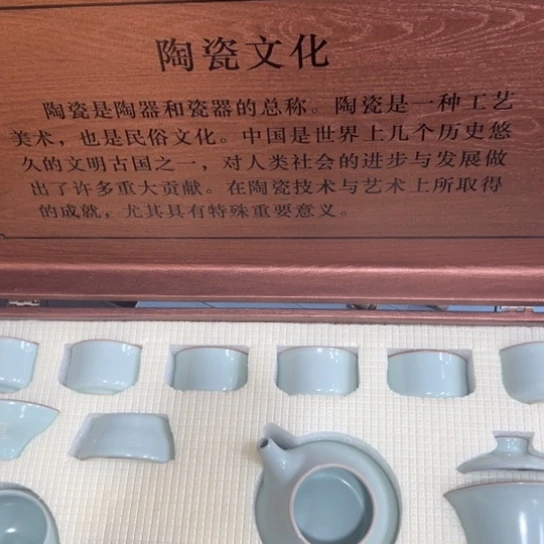 陶瓷文化
陶瓷是陶器和瓷器的总称。陶瓷是一种工艺
美术，也是民俗文化。中国是世界上几个历史悠
久的文明古国之一，对人类社会的进步与发展做
出了许多重大贡献。在陶瓷技术与艺术上所取得
的成就，尤其具有特殊重要意义。